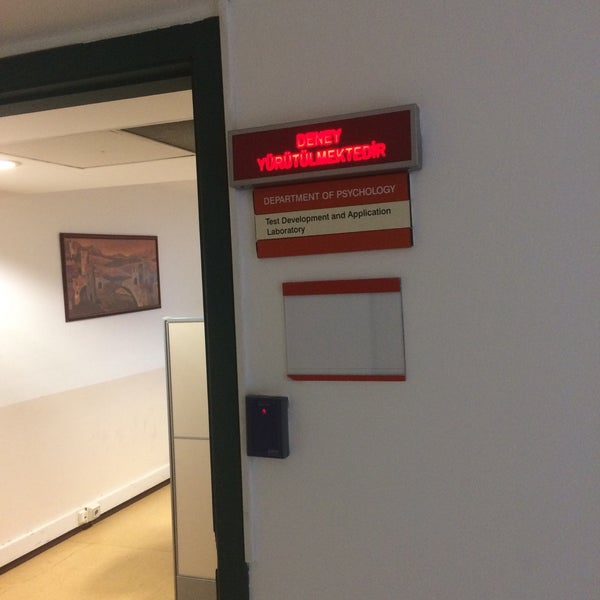 DENEY
YÜRÜTÜLMEKTEDİR
DEPARTMENT OF PSYCHOLOGY
Test Development and Application
Laboratory